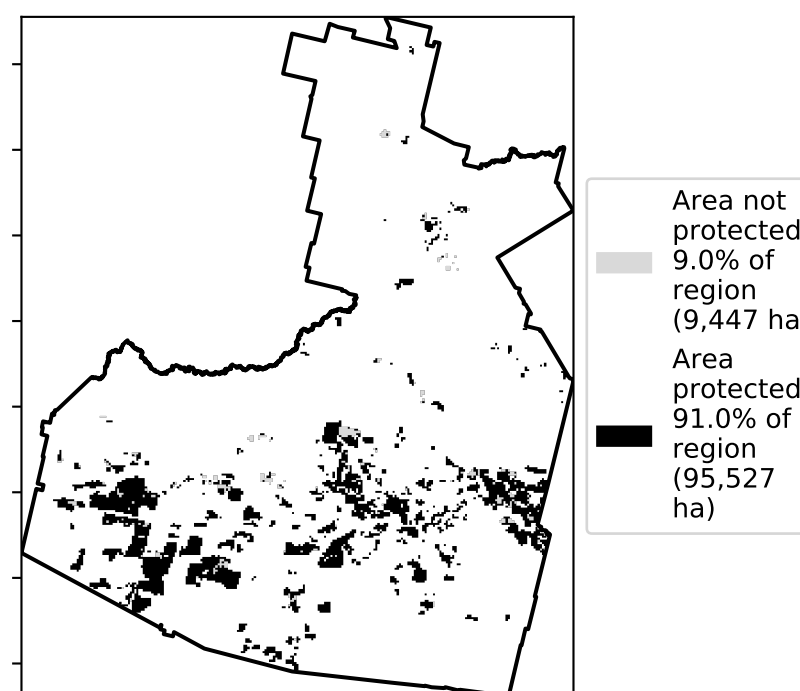 Area not
protected
9.0% of
region
(9,447 ha
Area
protected
91.0% of
region
(95,527
ha)